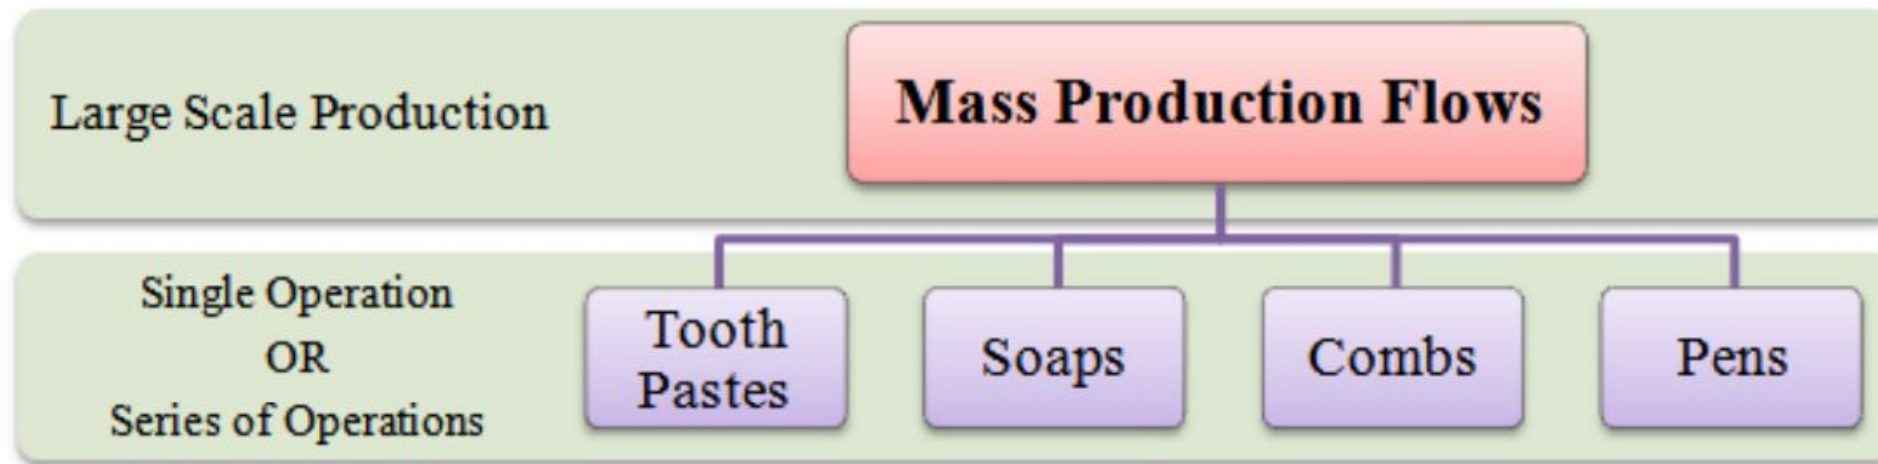 Large Scale Production
Mass Production Flows
Single Operation
OR
Series of Operations
Tooth
Pastes
Soaps
Combs
Pens